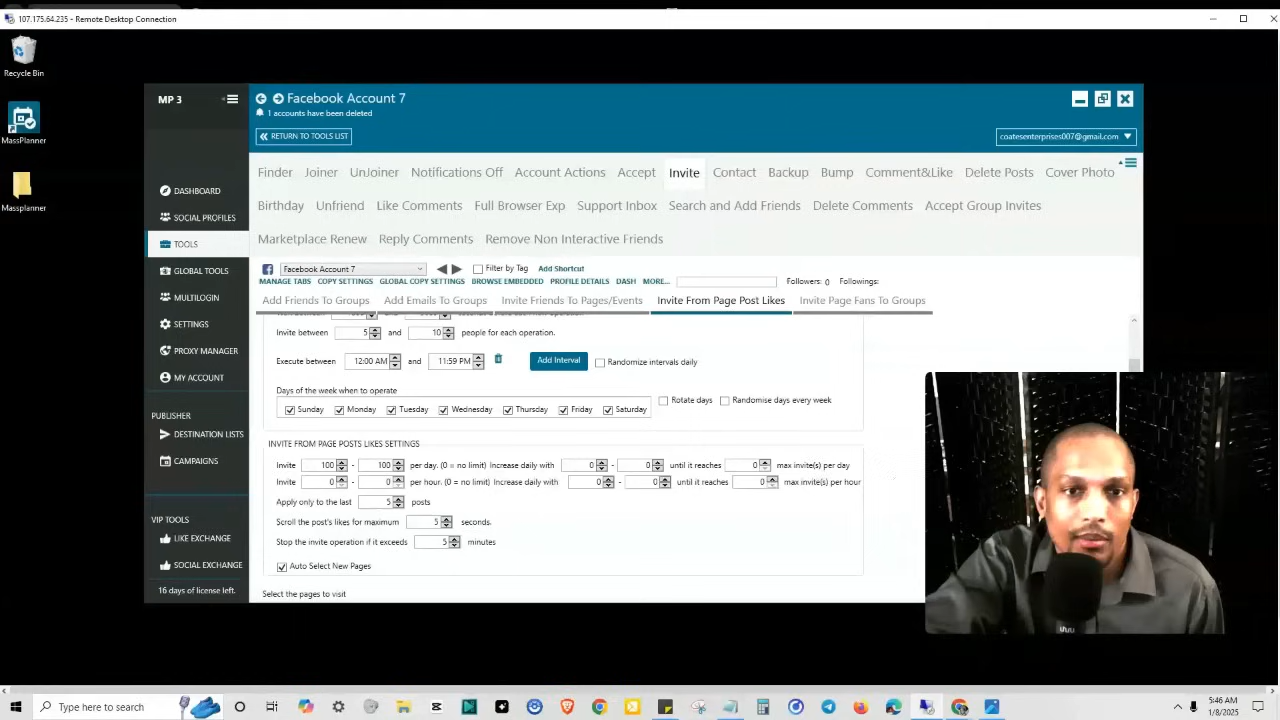 107.175.64.235 - Remote Desktop Connection
Recycle Bin
MassPlanner
Massplanner
MP 3
Facebook Account 7
1 accounts have been deleted
RETURN TO TOOLS LIST
coatesenterprises007@gmail.com
DASHBOARD
SOCIAL PROFILES
TOOLS
GLOBAL TOOLS
MULTILOGIN
SETTINGS
PROXY MANAGER
MY ACCOUNT
PUBLISHER
DESTINATION LISTS
CAMPAIGNS
VIP TOOLS
LIKE EXCHANGE
SOCIAL EXCHANGE
16 days of license left.
Finder Joiner UnJoiner Notifications Off Account Actions Accept Invite Contact Backup Bump Comment&Like Delete Posts Cover Photo
Birthday Unfriend Like Comments Full Browser Exp Support Inbox Search and Add Friends Delete Comments Accept Group Invites
Marketplace Renew Reply Comments Remove Non Interactive Friends
Facebook Account 7 Filter by Tag Add Shortcut
MANAGE TABS COPY SETTINGS GLOBAL COPY SETTINGS BROWSE EMBEDDED PROFILE DETAILS DASH MORE... Followers: 0 Followings:
Add Friends To Groups Add Emails To Groups Invite Friends To Pages/Events Invite From Page Post Likes Invite Page Fans To Groups
Invite between 5 and 10 people for each operation.
Execute between 12:00 AM and 11:59 PM Add Interval Randomize intervals daily
Days of the week when to operate
Sunday Monday Tuesday Wednesday Thursday Friday Saturday Rotate days Randomise days every week
INVITE FROM PAGE POSTS LIKES SETTINGS
Invite 100 - 100 per day. (0 = no limit) Increase daily with 0 - 0 until it reaches 0 max invite(s) per day
Invite 0 - 0 per hour. (0 = no limit) Increase daily with 0 - 0 until it reaches 0 max invite(s) per hour
Apply only to the last 5 posts
Scroll the post's likes for maximum 5 seconds.
Stop the invite operation if it exceeds 5 minutes
Auto Select New Pages
Select the pages to visit
Type here to search
5:46 AM
1/8/2025